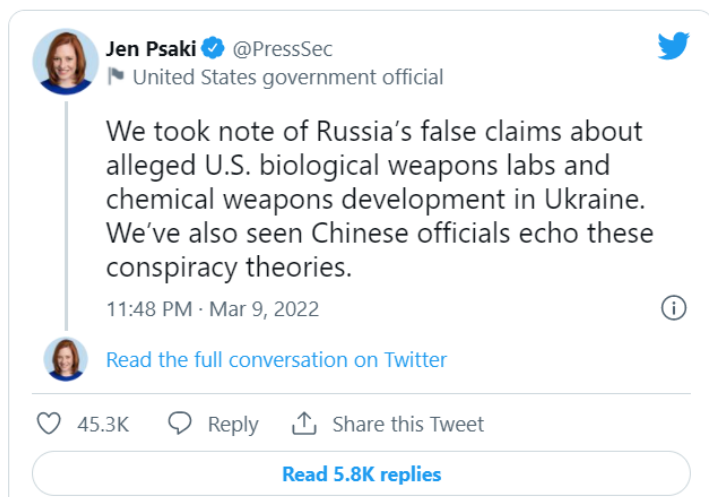 Jen Psaki @PressSec
United States government official
We took note of Russia's false claims about
alleged U.S. biological weapons labs and
chemical weapons development in Ukraine.
We've also seen Chinese officials echo these
conspiracy theories.
11:48 PM · Mar 9, 2022
Read the full conversation on Twitter
45.3K Reply Share this Tweet
Read 5.8K replies